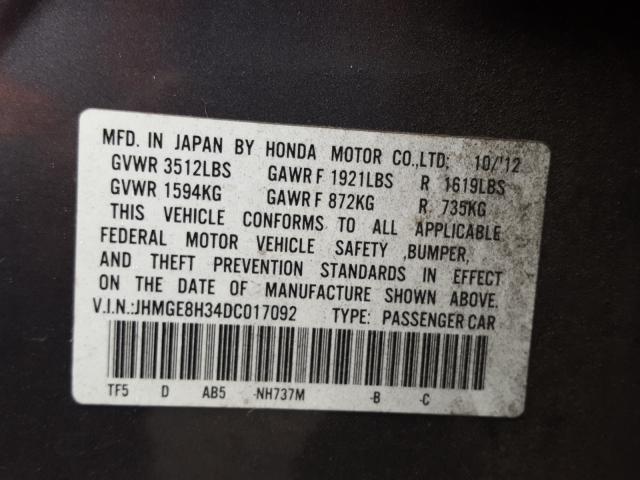 MFD. IN JAPAN BY HONDA MOTOR CO.,LTD: 10/'12
GVWR 3512LBS GAWR F 1921LBS R 1619LBS
GVWR 1594KG GAWR F 872KG R 735KG
THIS VEHICLE CONFORMS TO ALL APPLICABLE
FEDERAL MOTOR VEHICLE SAFETY ,BUMPER,
AND THEFT PREVENTION STANDARDS IN EFFECT
ON THE DATE OF MANUFACTURE SHOWN ABOVE.
V.I.N.:JHMGE8H34DC017092 TYPE: PASSENGER CAR
TF5 D AB5 -NH737M -B -C